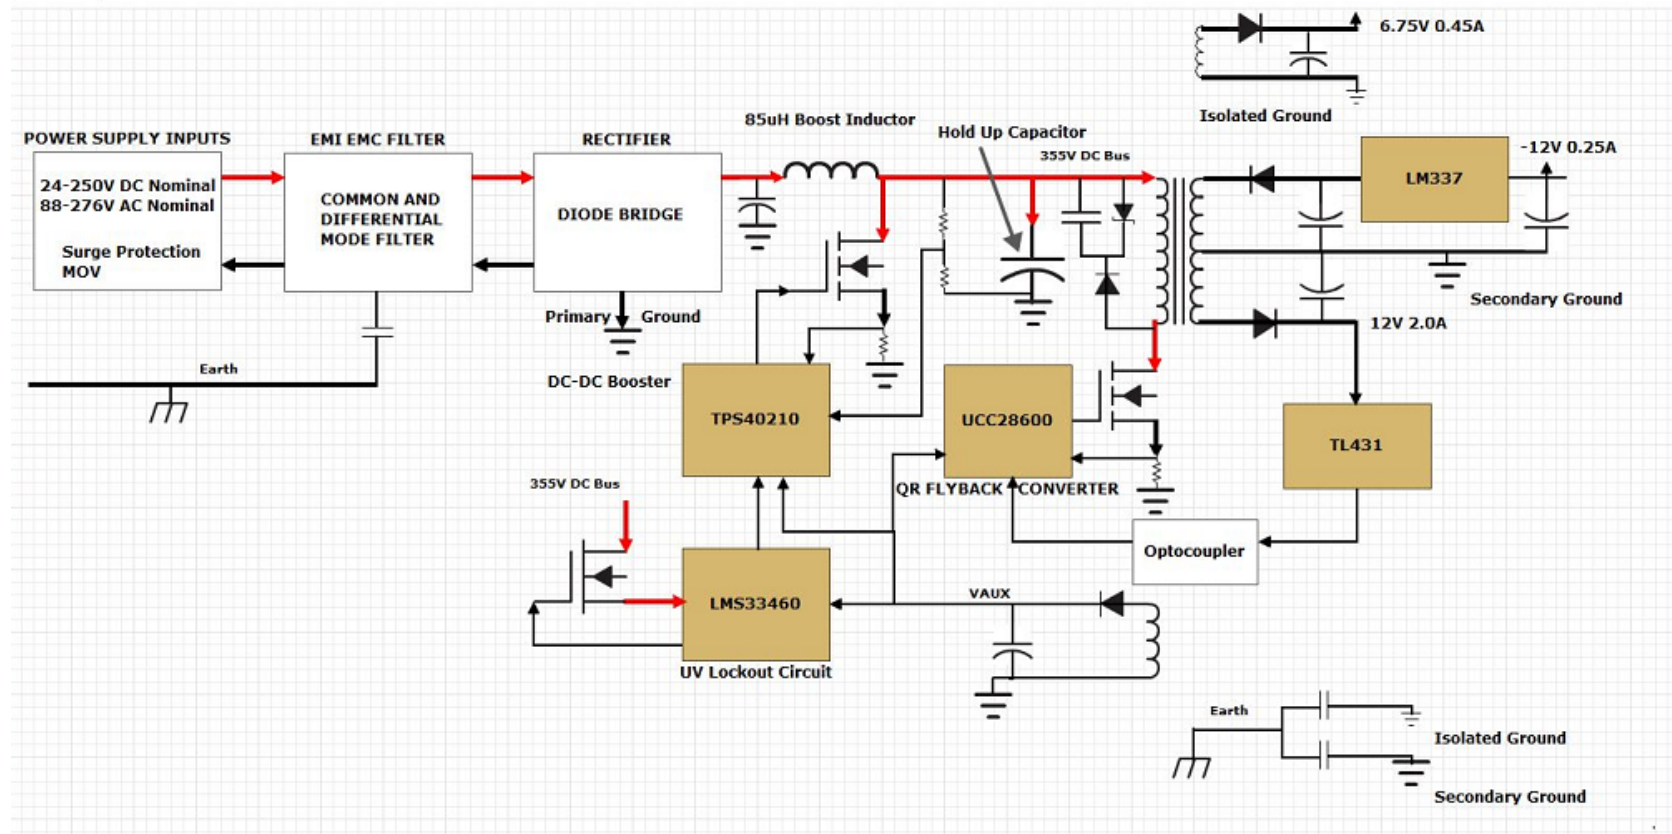 6.75V 0.45A
Isolated Ground
POWER SUPPLY INPUTS
24-250V DC Nominal
88-276V AC Nominal
Surge Protection
MOV
EMI EMC FILTER
COMMON AND
DIFFERENTIAL
MODE FILTER
RECTIFIER
DIODE BRIDGE
85uH Boost Inductor
Hold Up Capacitor
355V DC Bus
LM337
-12V 0.25A
Secondary Ground
12V 2.0A
Primary Ground
Earth
DC-DC Booster
TPS40210
UCC28600
QR FLYBACK CONVERTER
TL431
Optocoupler
355V DC Bus
LMS33460
UV Lockout Circuit
VAUX
Earth
Isolated Ground
Secondary Ground